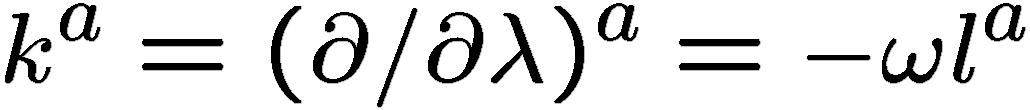 k^a = (∂/∂λ)^a = −ωl^a